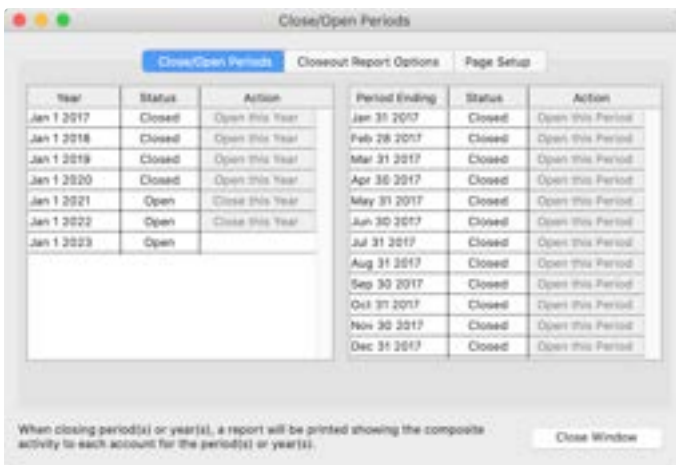 Close/Open Periods
Close/Open Periods Closeout Report Options Page Setup
Year Status Action
Jan 1 2017 Closed Open this Year
Jan 1 2018 Closed Open this Year
Jan 1 2019 Closed Open this Year
Jan 1 2020 Closed Open this Year
Jan 1 2021 Open Close this Year
Jan 1 2022 Open Close this Year
Jan 1 2023 Open
Period Ending Status Action
Jan 31 2017 Closed Open this Period
Feb 28 2017 Closed Open this Period
Mar 31 2017 Closed Open this Period
Apr 30 2017 Closed Open this Period
May 31 2017 Closed Open this Period
Jun 30 2017 Closed Open this Period
Jul 31 2017 Closed Open this Period
Aug 31 2017 Closed Open this Period
Sep 30 2017 Closed Open this Period
Oct 31 2017 Closed Open this Period
Nov 30 2017 Closed Open this Period
Dec 31 2017 Closed Open this Period
When closing period(s) or year(s), a report will be printed showing the composite
activity to each account for the period(s) or year(s).
Close Window